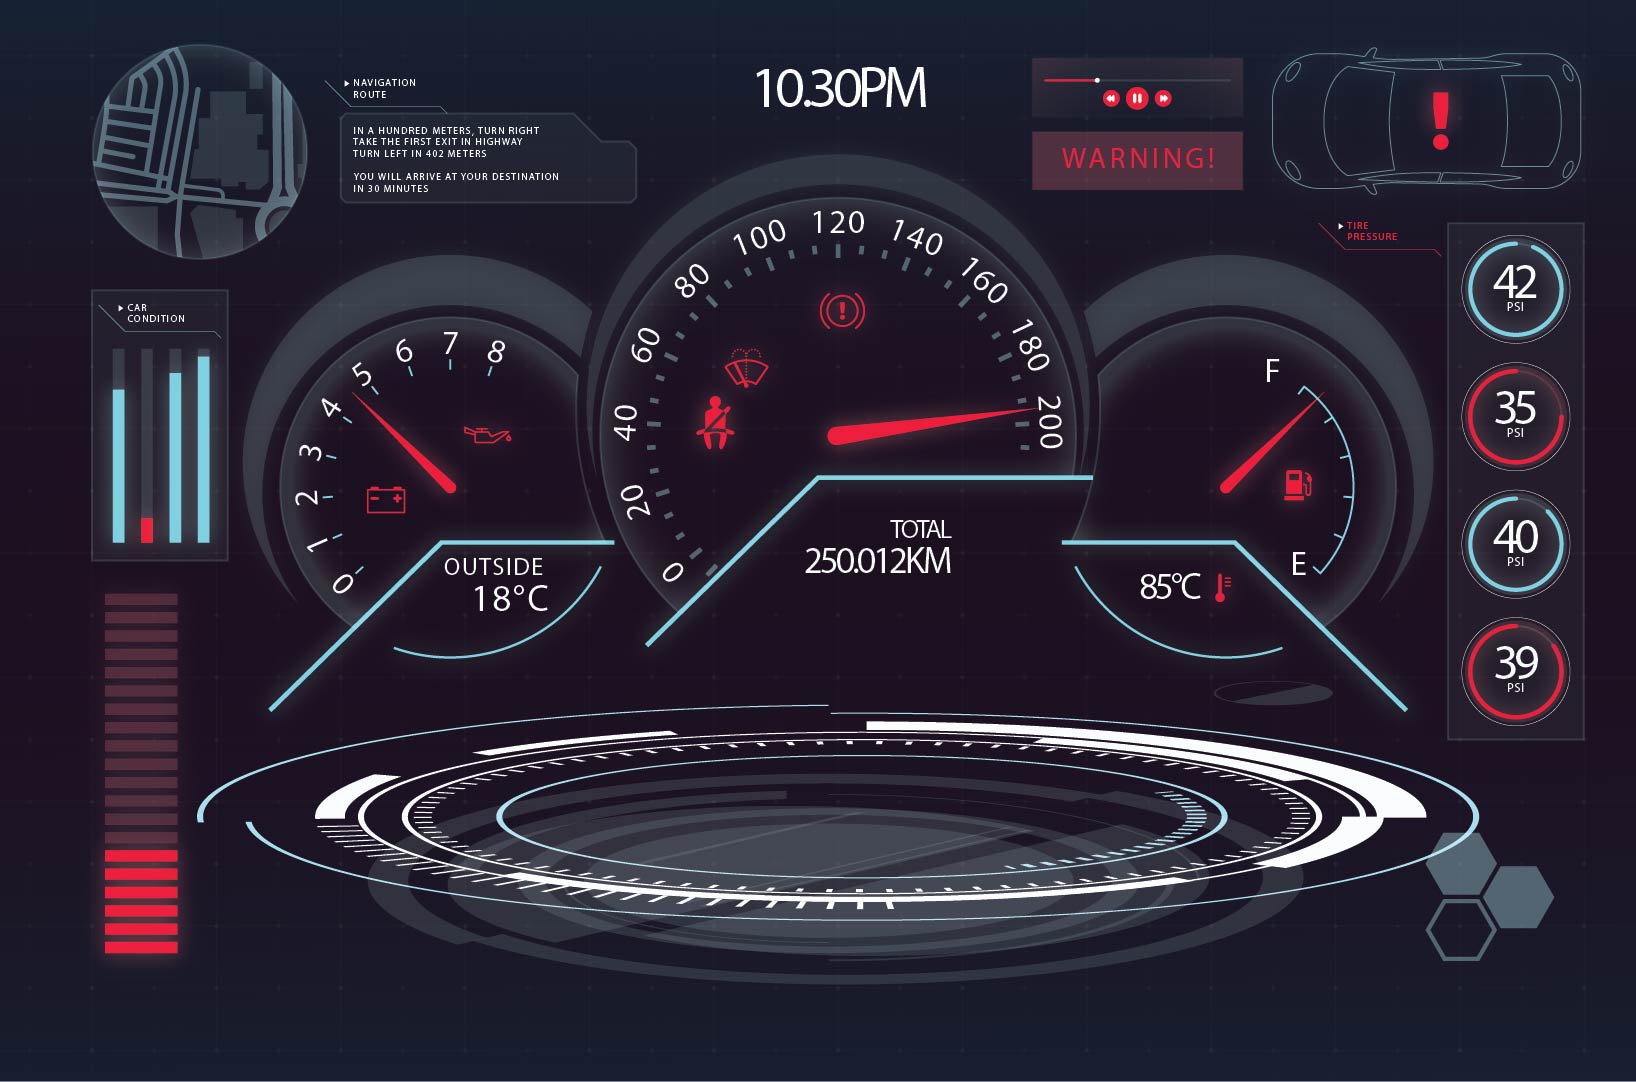 10.30PM
NAVIGATION
ROUTE
IN A HUNDRED METERS, TURN RIGHT
TAKE THE FIRST EXIT IN HIGHWAY
TURN LEFT IN 402 METERS
YOU WILL ARRIVE AT YOUR DESTINATION
IN 30 MINUTES
WARNING!
!
TIRE
PRESSURE
42
PSI
35
PSI
40
PSI
39
PSI
CAR
CONDITION
0
1
2
3
4
5
6
7
8
OUTSIDE
18°C
0
20
40
60
80
100
120
140
160
180
200
TOTAL
250.012KM
F
E
85°C